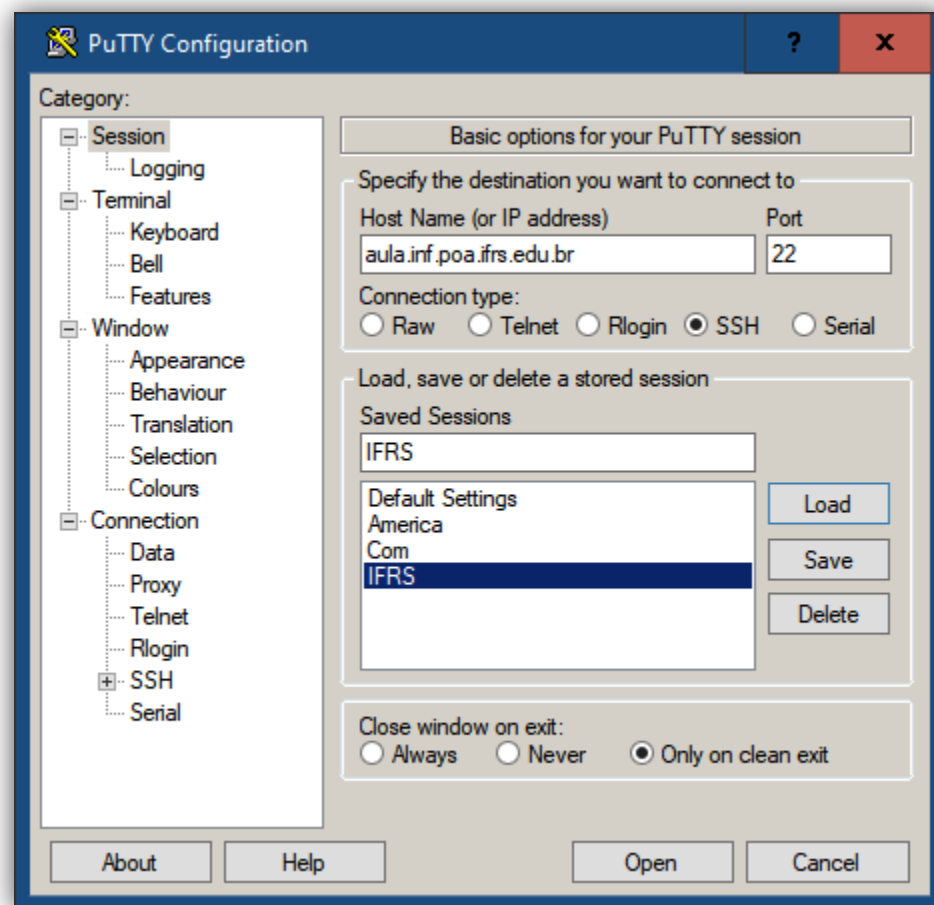 PuTTY Configuration
? x
Category:
Session
Logging
Terminal
Keyboard
Bell
Features
Window
Appearance
Behaviour
Translation
Selection
Colours
Connection
Data
Proxy
Telnet
Rlogin
SSH
Serial
Basic options for your PuTTY session
Specify the destination you want to connect to
Host Name (or IP address) Port
aula.inf.poa.ifrs.edu.br 22
Connection type:
Raw Telnet Rlogin SSH Serial
Load, save or delete a stored session
Saved Sessions
IFRS
Default Settings
America
Com
IFRS
Load
Save
Delete
Close window on exit:
Always Never Only on clean exit
About Help Open Cancel